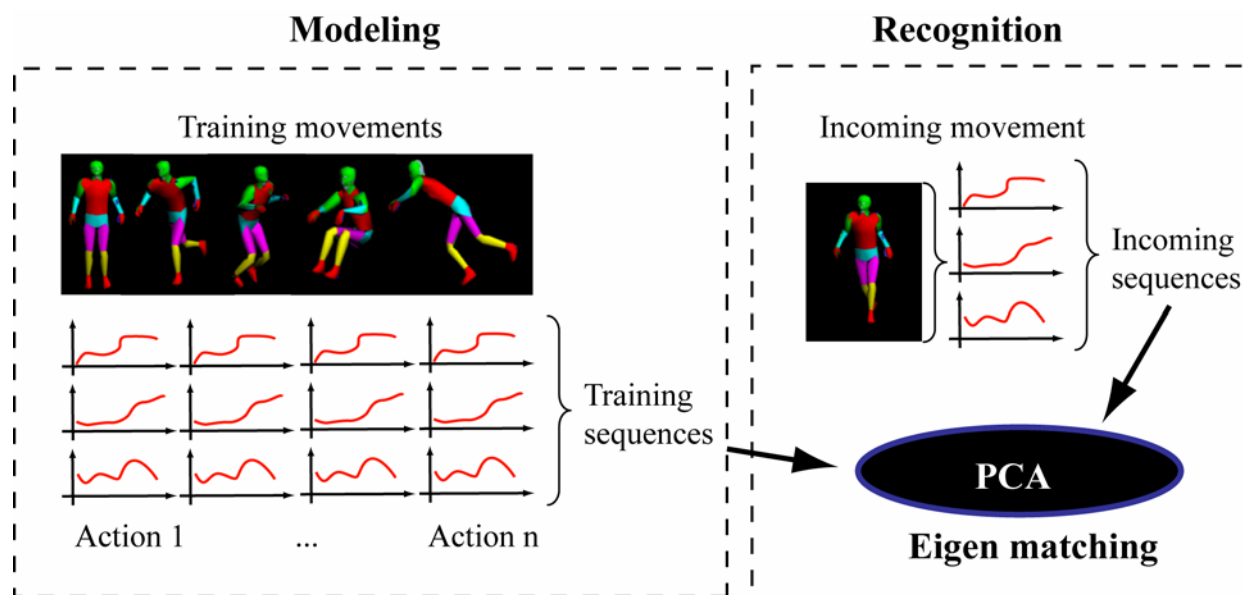 Modeling
Recognition
Training movements
Training
sequences
Action 1
...
Action n
Incoming movement
Incoming
sequences
PCA
Eigen matching